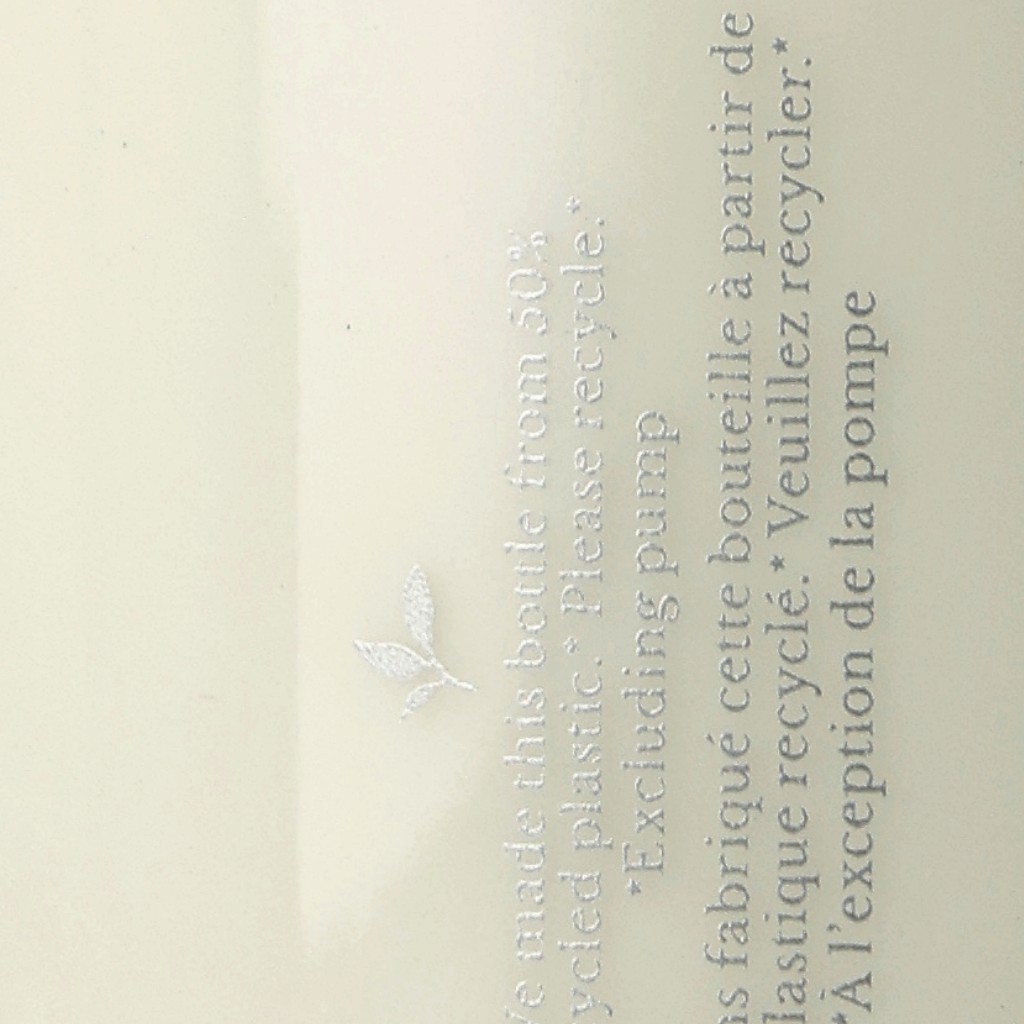 made this bottle from 50%
ycled plastic.* Please recycle.*
*Excluding pump
ns fabriqué cette bouteille à partir de
lastique recyclé.* Veuillez recycler.*
*À l'exception de la pompe